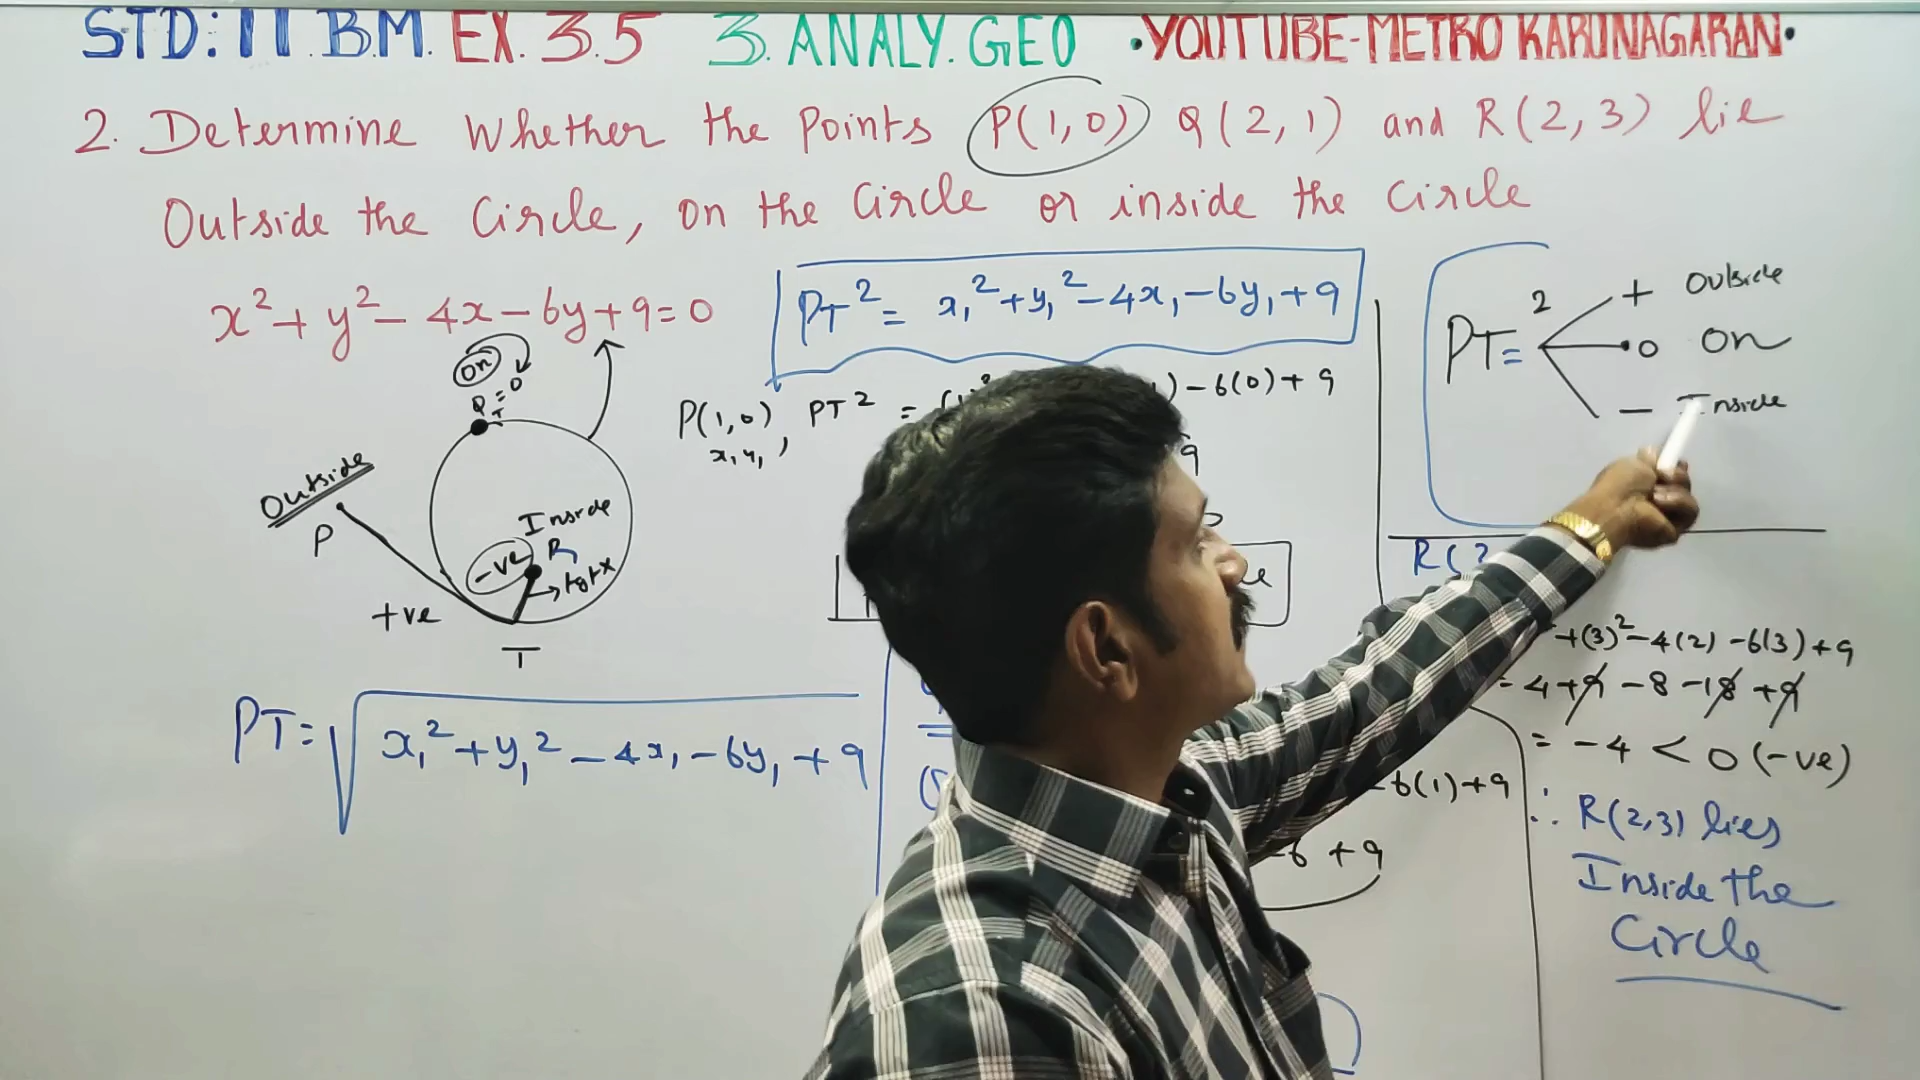 STD: 11. B.M. EX. 3.5 3. ANALY. GEO • YOUTUBE-METRO KARUNAGARAN •
2. Determine Whether the Points P(1,0) Q(2,1) and R(2,3) lie
Outside the Circle, on the Circle or inside the Circle
x² + y² - 4x - 6y + 9 = 0
on
Q = 0
T
Outside
P
Inside
R
-ve
+ve
T
PT = √x₁² + y₁² - 4x₁ - 6y₁ + 9
PT² = x₁² + y₁² - 4x₁ - 6y₁ + 9
P(1,0), PT² = ) - 6(0) + 9
x₁ y₁
9
- 6(1) + 9
-6 + 9
PT² =
+ Outside
0 On
- Inside
R(2
+(3)² - 4(2) - 6(3) + 9
= 4 + 9 - 8 - 18 + 9
= -4 < 0 (-ve)
∴ R(2,3) lies
Inside the
Circle